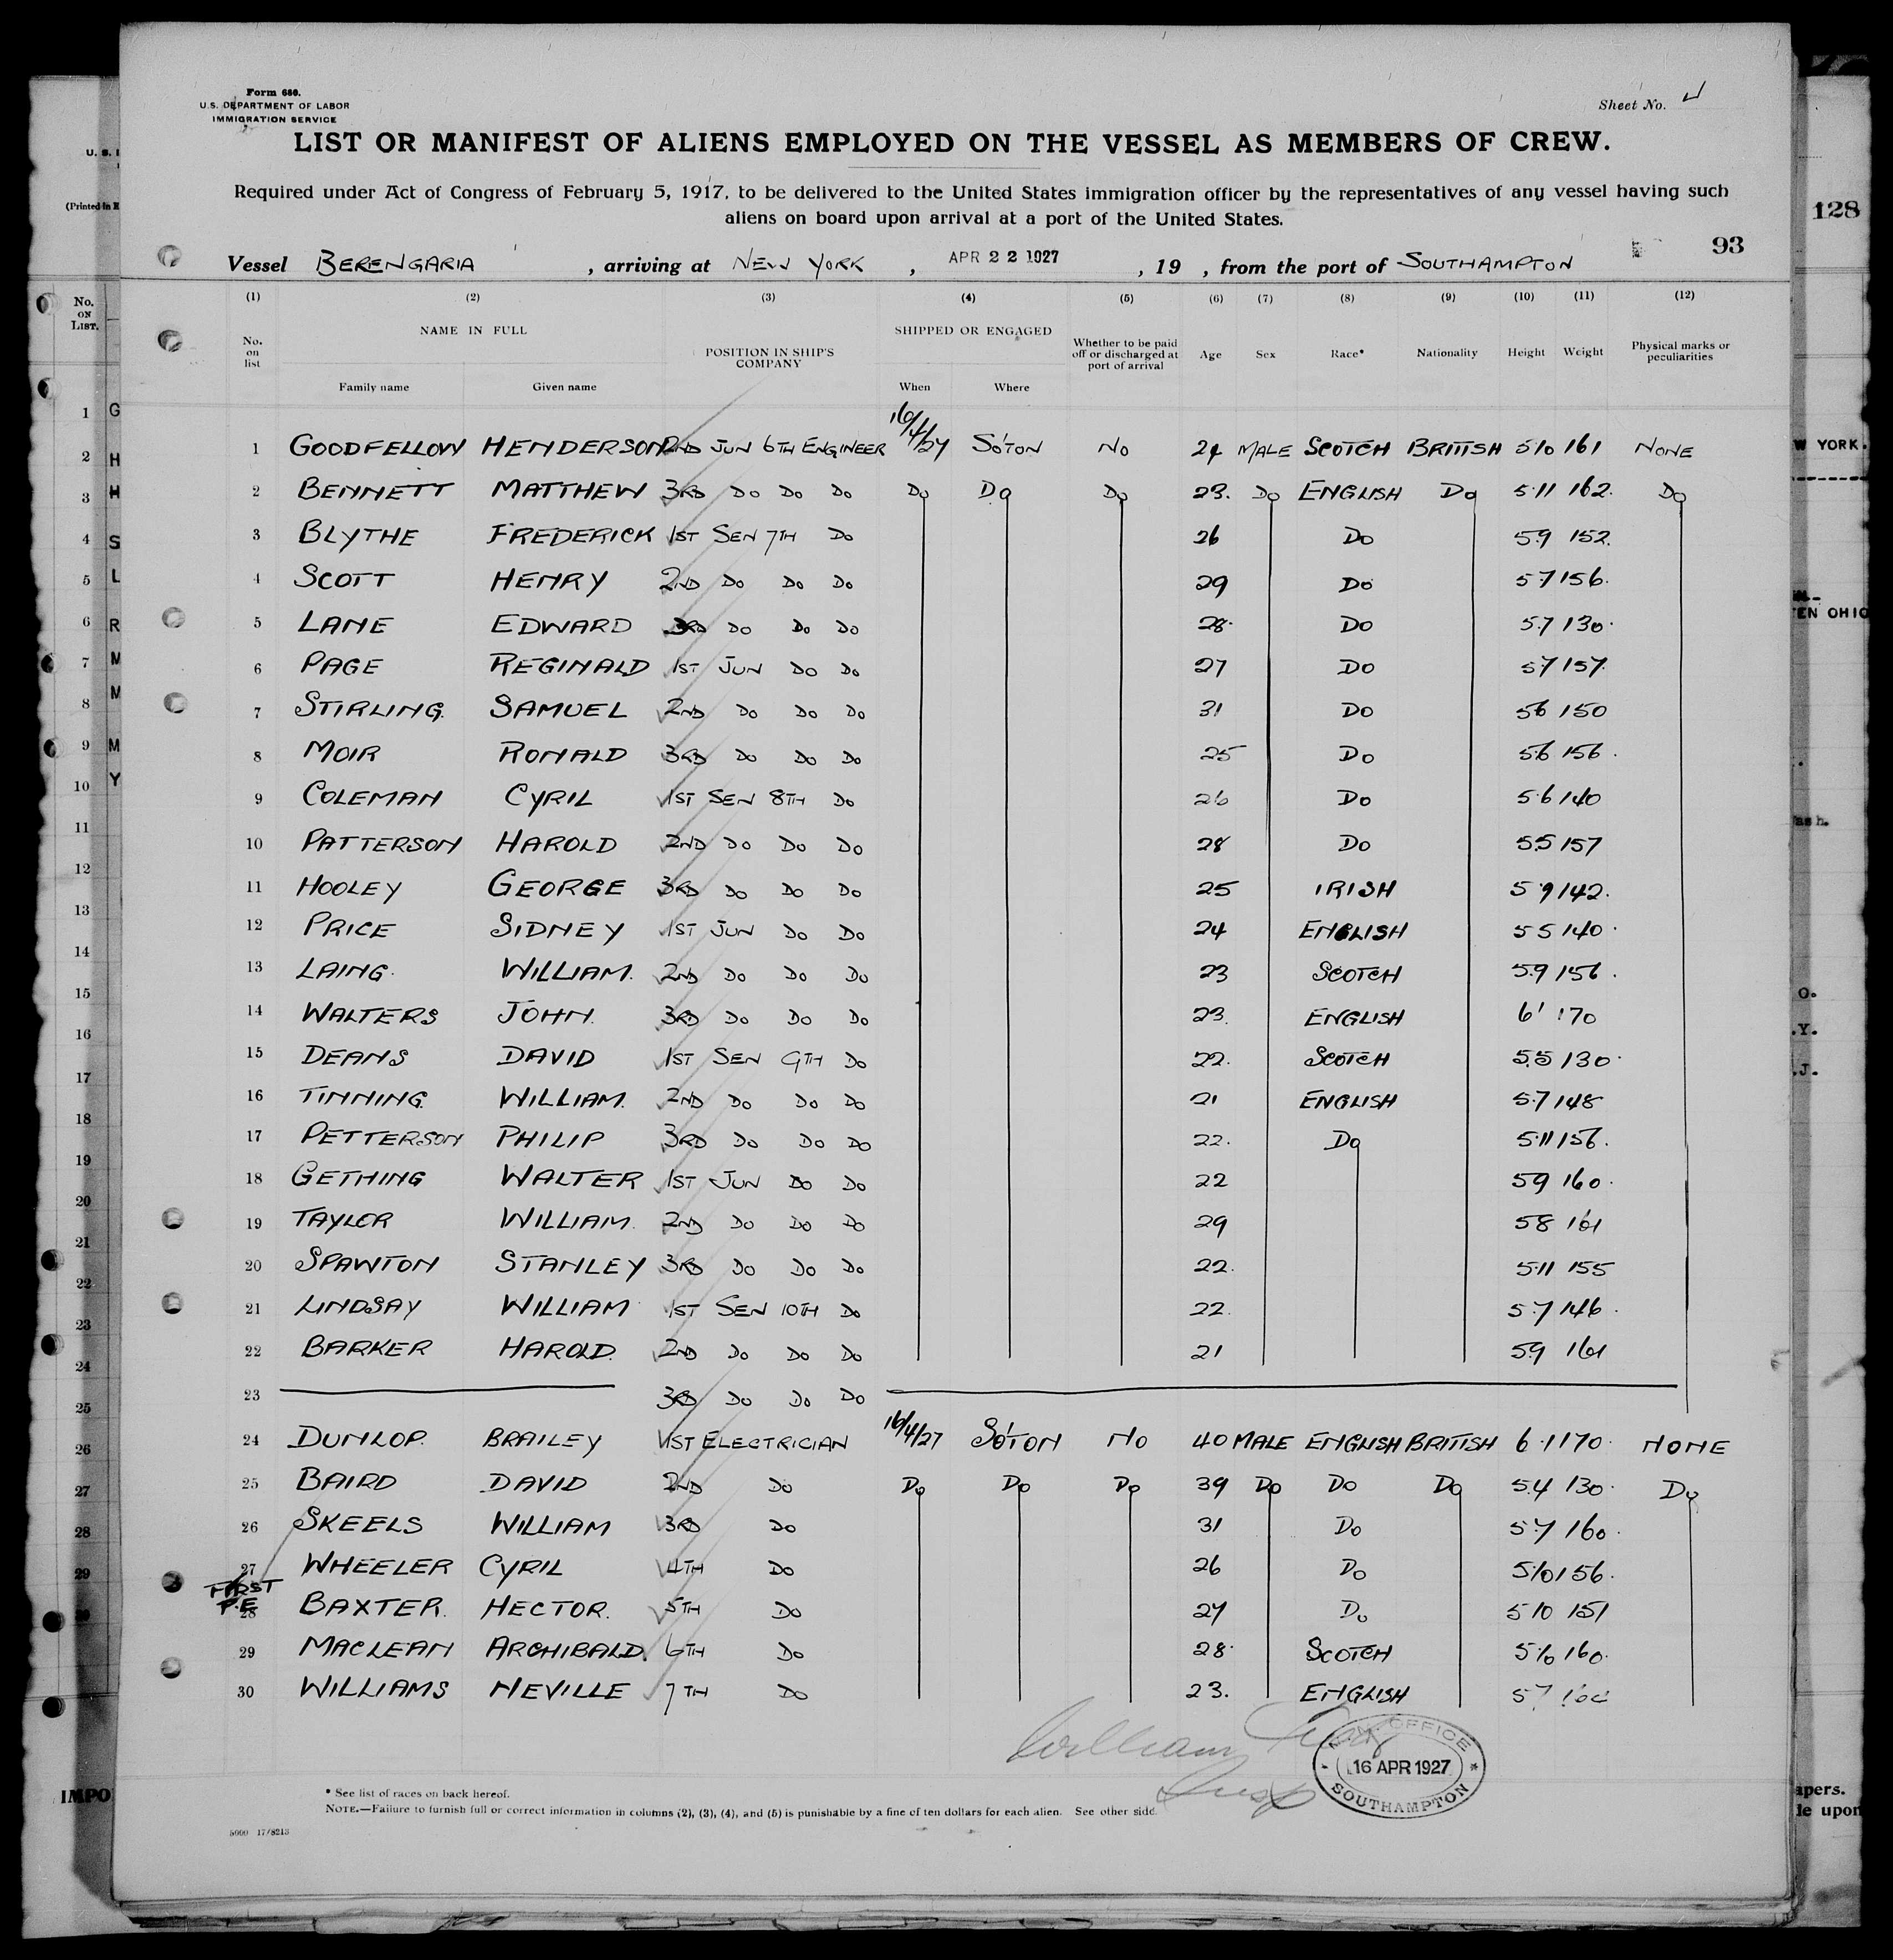 Form 680.
U.S. DEPARTMENT OF LABOR
IMMIGRATION SERVICE
Sheet No. 4
LIST OR MANIFEST OF ALIENS EMPLOYED ON THE VESSEL AS MEMBERS OF CREW.
Required under Act of Congress of February 5, 1917, to be delivered to the United States immigration officer by the representatives of any vessel having such
aliens on board upon arrival at a port of the United States.
128
93
Vessel BERENGARIA , arriving at NEW YORK , APR 22 1927 , 19 , from the port of SOUTHAMPTON
(1) (2) (3) (4) (5) (6) (7) (8) (9) (10) (11) (12)
No. on list NAME IN FULL Family name Given name POSITION IN SHIP'S COMPANY SHIPPED OR ENGAGED When Where Whether to be paid off or discharged at port of arrival Age Sex Race* Nationality Height Weight Physical marks or peculiarities
1 GOODFELLOW HENDERSON 2ND JUN 6TH ENGINEER 16/4/27 SO'TON NO 24 MALE SCOTCH BRITISH 5/10 161 NONE
2 BENNETT MATTHEW 3RD DO DO DO DO DO DO 23. DO ENGLISH DO 5·11 162. DO
3 BLYTHE FREDERICK 1ST SEN 7TH DO 26 DO 5.9 152.
4 SCOTT HENRY 2ND DO DO DO 29 DO 5.7 156.
5 LANE EDWARD 3RD DO DO DO 28· DO 5.7 130·
6 PAGE REGINALD 1ST JUN DO DO 27 DO 5.7 157.
7 STIRLING. SAMUEL 2ND DO DO DO 31 DO 5.6 150
8 MOIR RONALD 3RD DO DO DO 25 DO 5.6 156.
9 COLEMAN CYRIL 1ST SEN 8TH DO 26 DO 5.6 140
10 PATTERSON HAROLD 2ND DO DO DO 28 DO 5.5 157
11 HOOLEY GEORGE 3RD DO DO DO 25 IRISH 5.9 142.
12 PRICE SIDNEY 1ST JUN DO DO 24 ENGLISH 5 5 140·
13 LAING. WILLIAM. 2ND DO DO DO 23 SCOTCH 5.9 156.
14 WALTERS JOHN. 3RD DO DO DO 23. ENGLISH 6' 170
15 DEANS DAVID 1ST SEN 9TH DO 22. SCOTCH 5.5 130·
16 TINNING. WILLIAM. 2ND DO DO DO 21 ENGLISH 5.7 148
17 PETTERSON PHILIP 3RD DO DO DO 22. DO 5.11 156.
18 GETHING WALTER 1ST JUN DO DO 22 5.9 160·
19 TAYLOR WILLIAM. 2ND DO DO DO 29 5.8 161
20 SPAWTON STANLEY 3RD DO DO DO 22. 5.11 155
21 LINDSAY WILLIAM 1ST SEN 10TH DO 22. 5.7 146.
22 BARKER HAROLD. 2ND DO DO DO 21 5.9 161
23 3RD DO DO DO
24 DUNLOP. BRAILEY 1ST ELECTRICIAN 16/4/27 SO'TON NO 40 MALE ENGLISH BRITISH 6·1 170· NONE
25 BAIRD DAVID 2ND DO DO DO DO 39 DO DO DO 5.4 130· DO
26 SKEELS WILLIAM 3RD DO 31 DO 5.7 160·
27 WHEELER CYRIL 4TH DO 26 DO 5/10 156.
FIRST
P.E
28 BAXTER. HECTOR. 5TH DO 27 DO 5 10 151
29 MACLEAN ARCHIBALD. 6TH DO 28· SCOTCH 5/10 160·
30 WILLIAMS NEVILLE 7TH DO 23. ENGLISH 5.7
William
IMM. OFFICE
16 APR 1927
SOUTHAMPTON
* See list of races on back hereof.
NOTE.—Failure to furnish full or correct information in columns (2), (3), (4), and (5) is punishable by a fine of ten dollars for each alien. See other side.
5000 17/8213